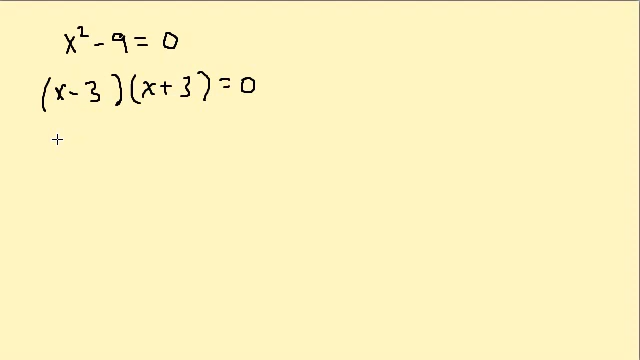 x² - 9 = 0
(x - 3)(x + 3) = 0